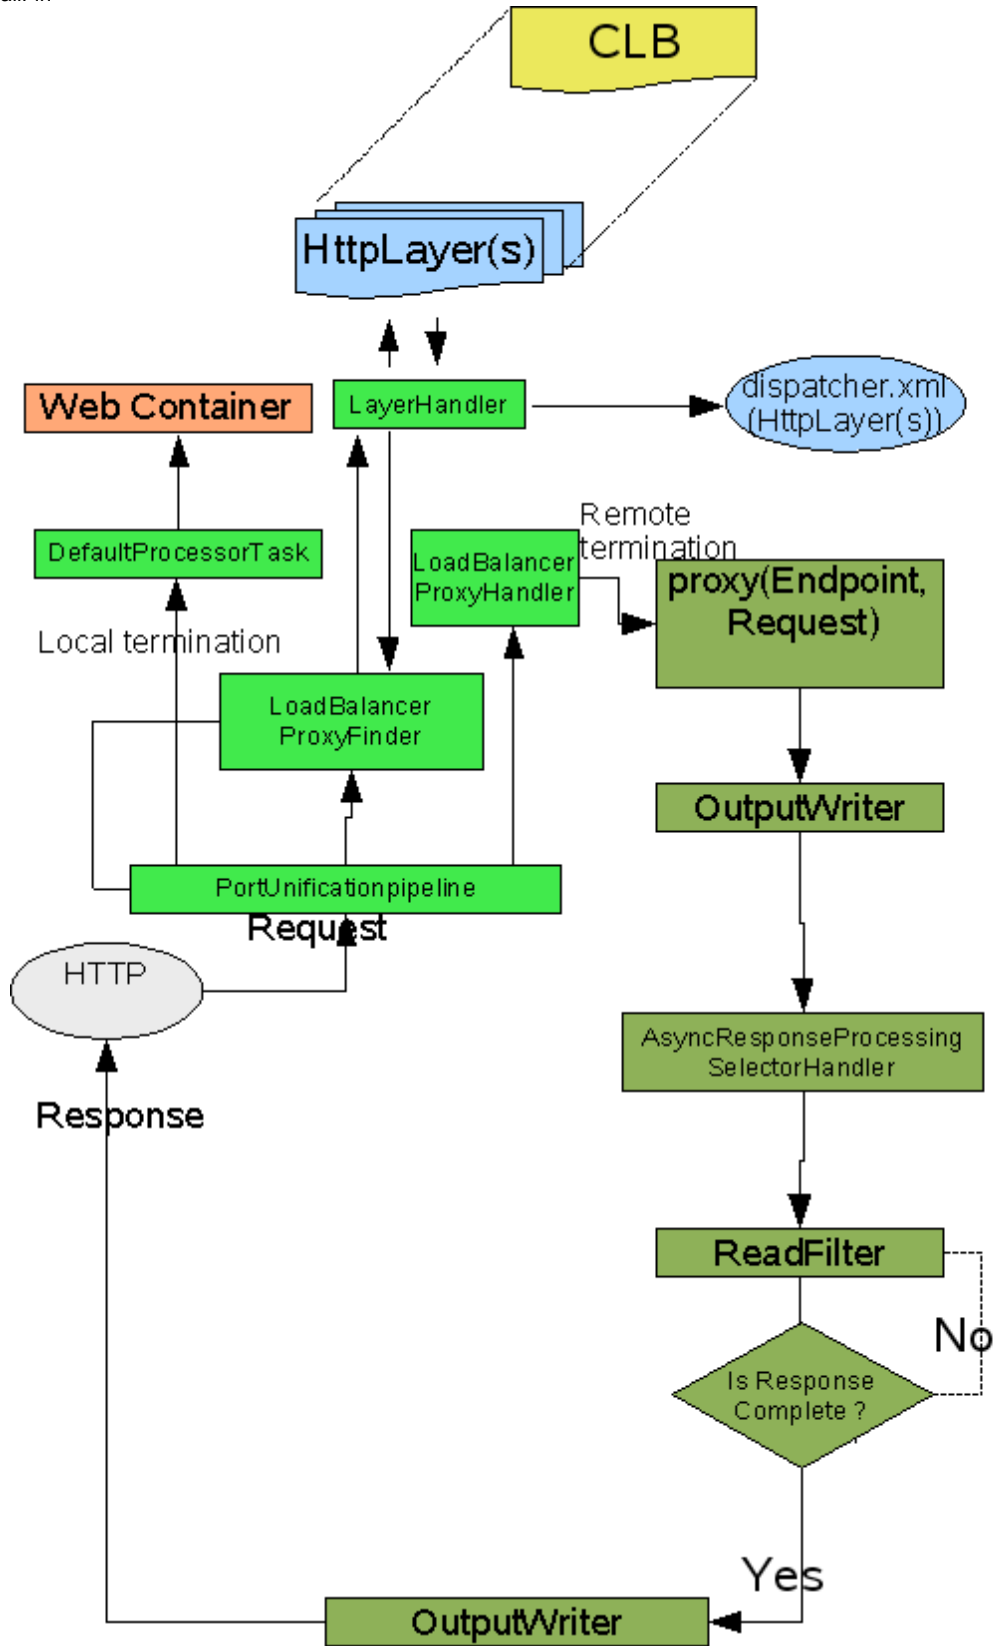 CLB
HttpLayer(s)
Web Container
LayerHandler
dispatcher.xml
(HttpLayer(s))
Remote
termination
DefaultProcessorTask
LoadBalancer
ProxyHandler
proxy(Endpoint,
Request)
Local termination
LoadBalancer
ProxyFinder
OutputWriter
PortUnificationpipeline
Request
HTTP
AsyncResponseProcessing
SelectorHandler
Response
ReadFilter
No
Is Response
Complete ?
Yes
OutputWriter